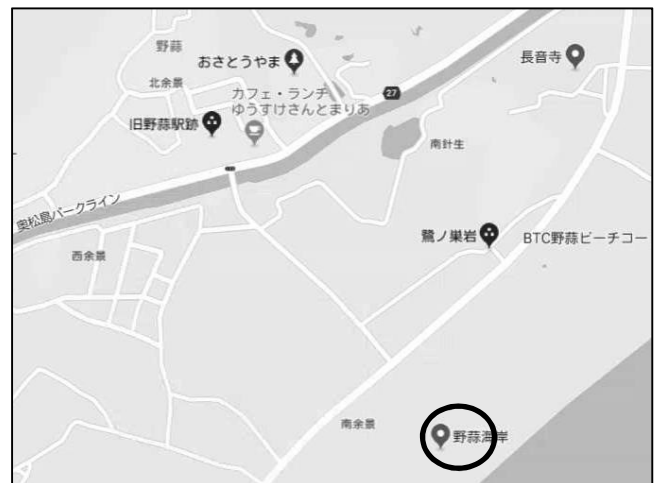 野蒜
おさとうやま
長音寺
北余景
27
カフェ・ランチ
ゆうすけさんとまりあ
旧野蒜駅跡
南針生
奥松島パークライン
鷺ノ巣岩
BTC野蒜ビーチコー
西余景
南余景
野蒜海岸